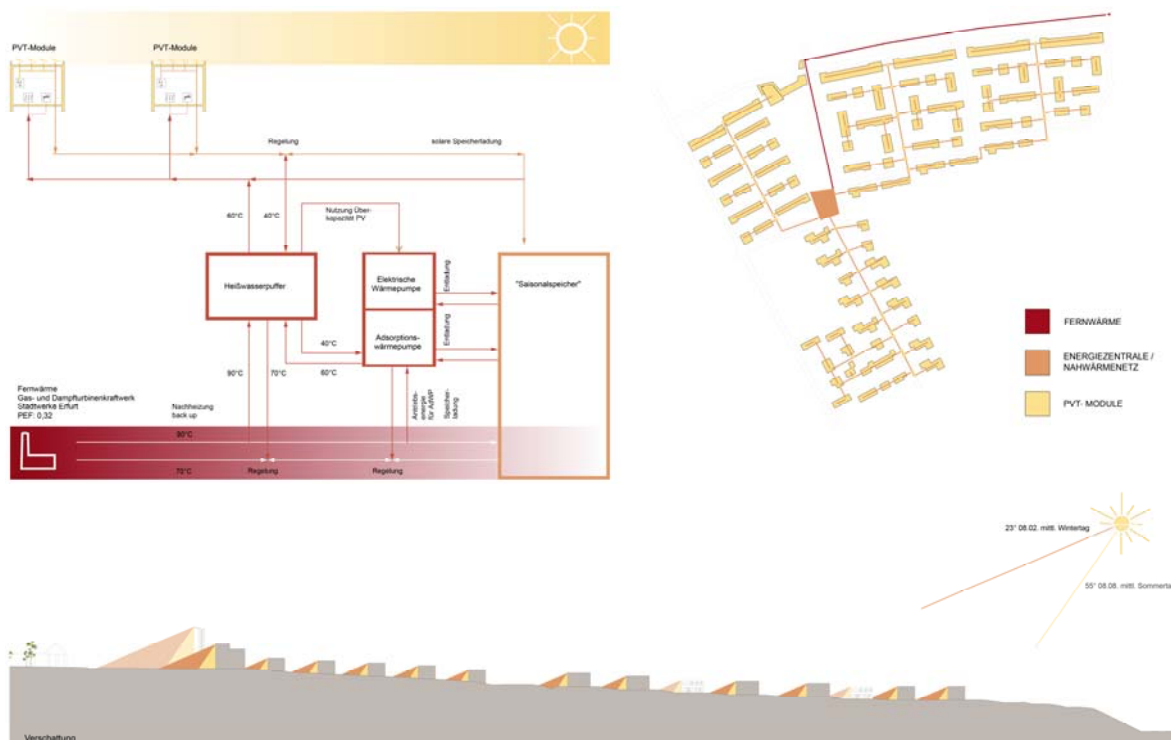 PVT-Module
PVT-Module
Regelung
solare Speicherladung
60°C
40°C
Nutzung Über-
kapazität PV
Heißwasserpuffer
Elektrische
Wärmepumpe
Adsorptions-
wärmepumpe
Entladung
Entladung
"Saisonalspeicher"
40°C
60°C
90°C
70°C
Fernwärme
Gas- und Dampfturbinenkraftwerk
Stadtwerke Erfurt
PEF: 0,32
Nachheizung
back up
Antriebs-
energie
für AdWP
Speicher-
ladung
90°C
70°C
Regelung
Regelung
FERNWÄRME
ENERGIEZENTRALE /
NAHWÄRMENETZ
PVT- MODULE
23° 08.02. mittl. Wintertag
55° 08.08. mittl. Sommerta
Verschattung